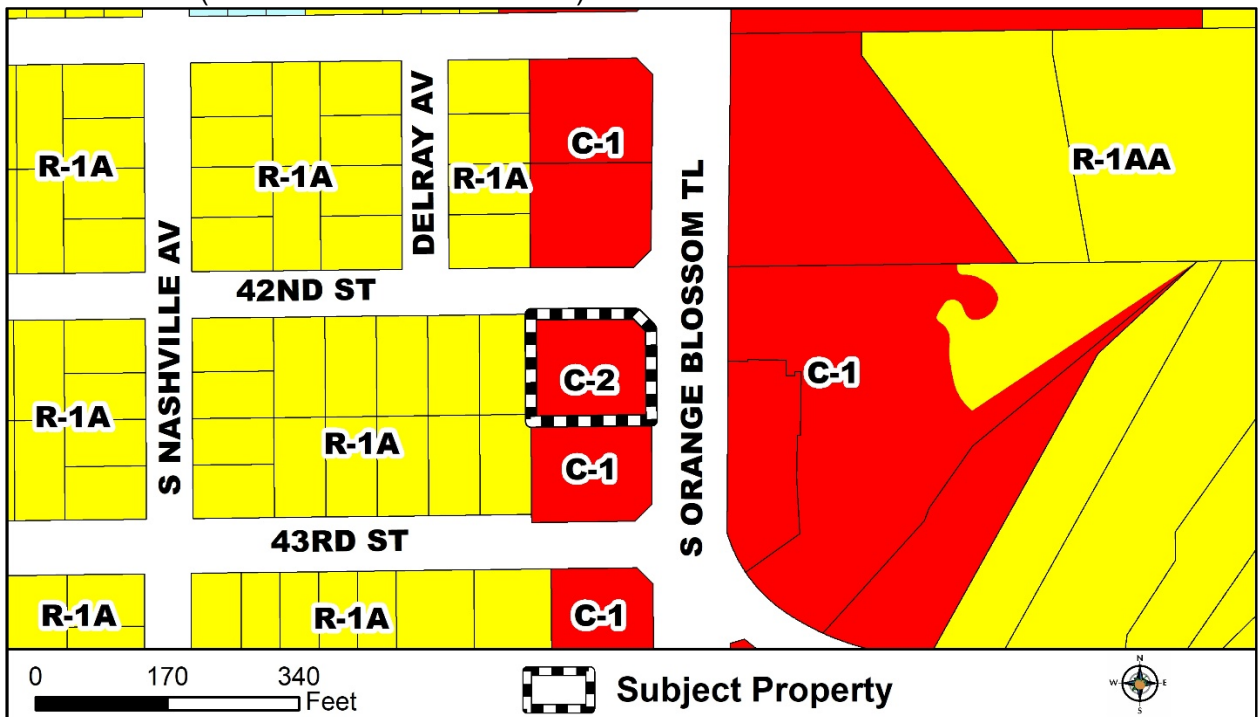 DELRAY AV
C-1
R-1A
R-1A
R-1A
R-1AA
S ORANGE BLOSSOM TL
S NASHVILLE AV
42ND ST
C-2
C-1
R-1A
R-1A
C-1
43RD ST
R-1A
R-1A
C-1
0 170 340
Feet
Subject Property
N
W E
S